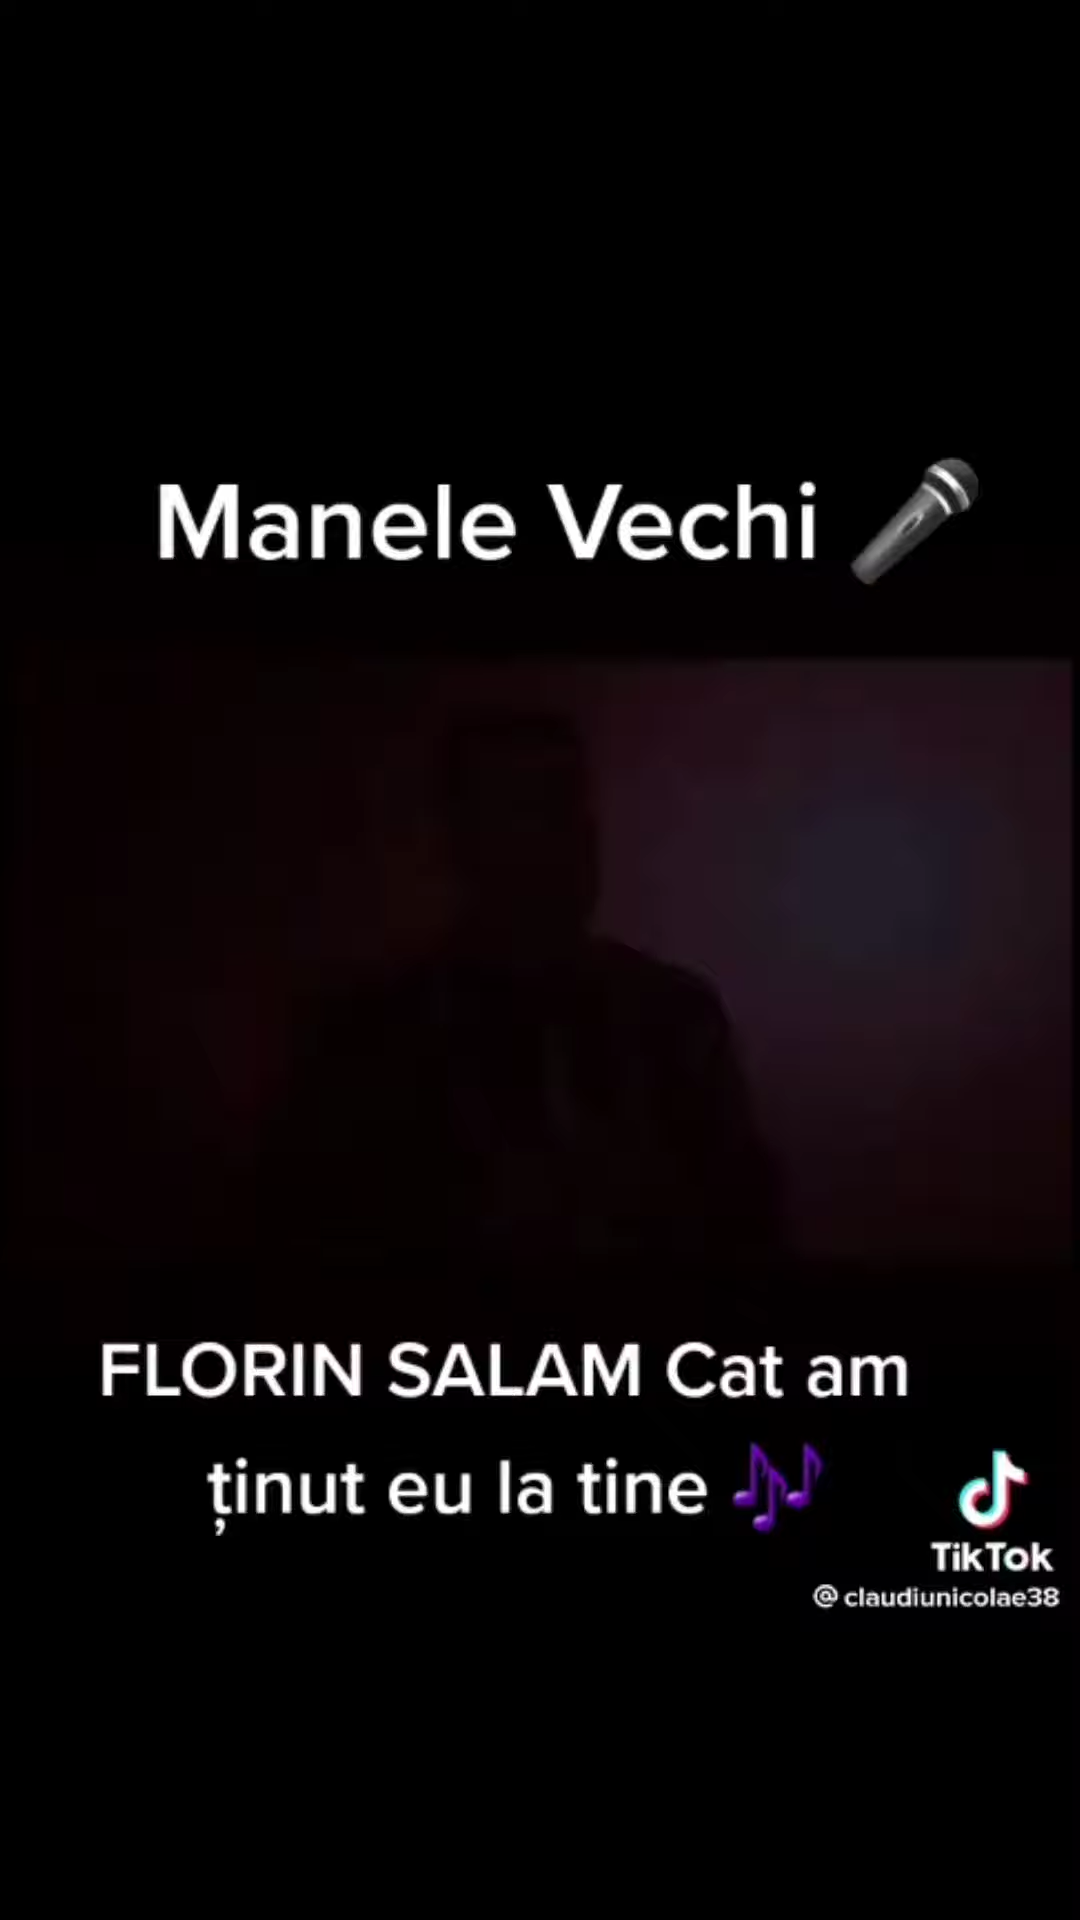 Manele Vechi 🎤
FLORIN SALAM Cat am
ținut eu la tine 🎶
TikTok
@claudiunicolae38